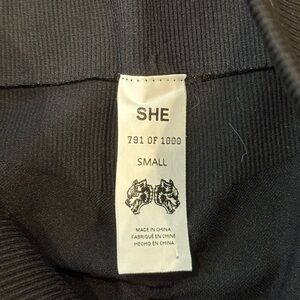 SHE
791 OF 1000
SMALL
MADE IN CHINA
FABRIQUÉ EN CHINE
HECHO EN CHINA